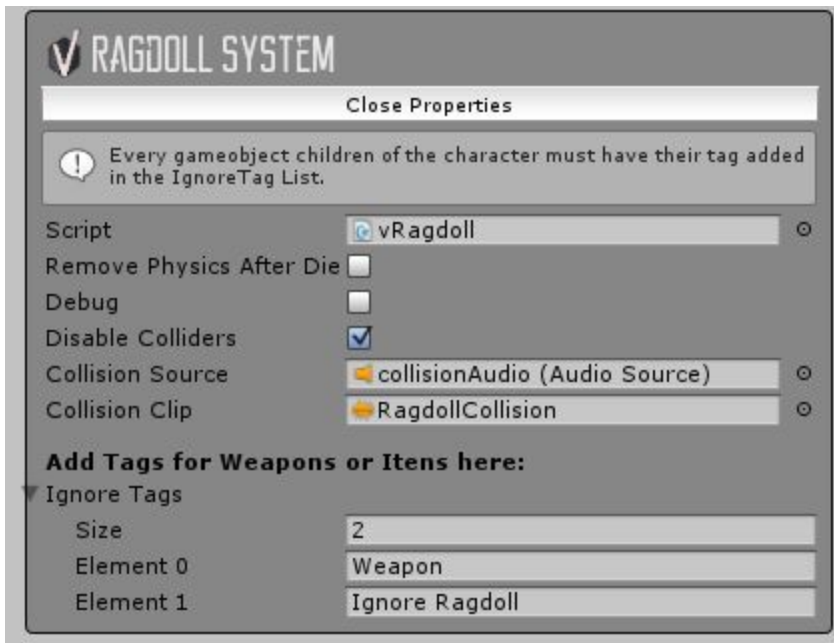 RAGDOLL SYSTEM
Close Properties
Every gameobject children of the character must have their tag added
in the IgnoreTag List.
Script vRagdoll
Remove Physics After Die
Debug
Disable Colliders
Collision Source collisionAudio (Audio Source)
Collision Clip RagdollCollision
Add Tags for Weapons or Itens here:
Ignore Tags
Size 2
Element 0 Weapon
Element 1 Ignore Ragdoll